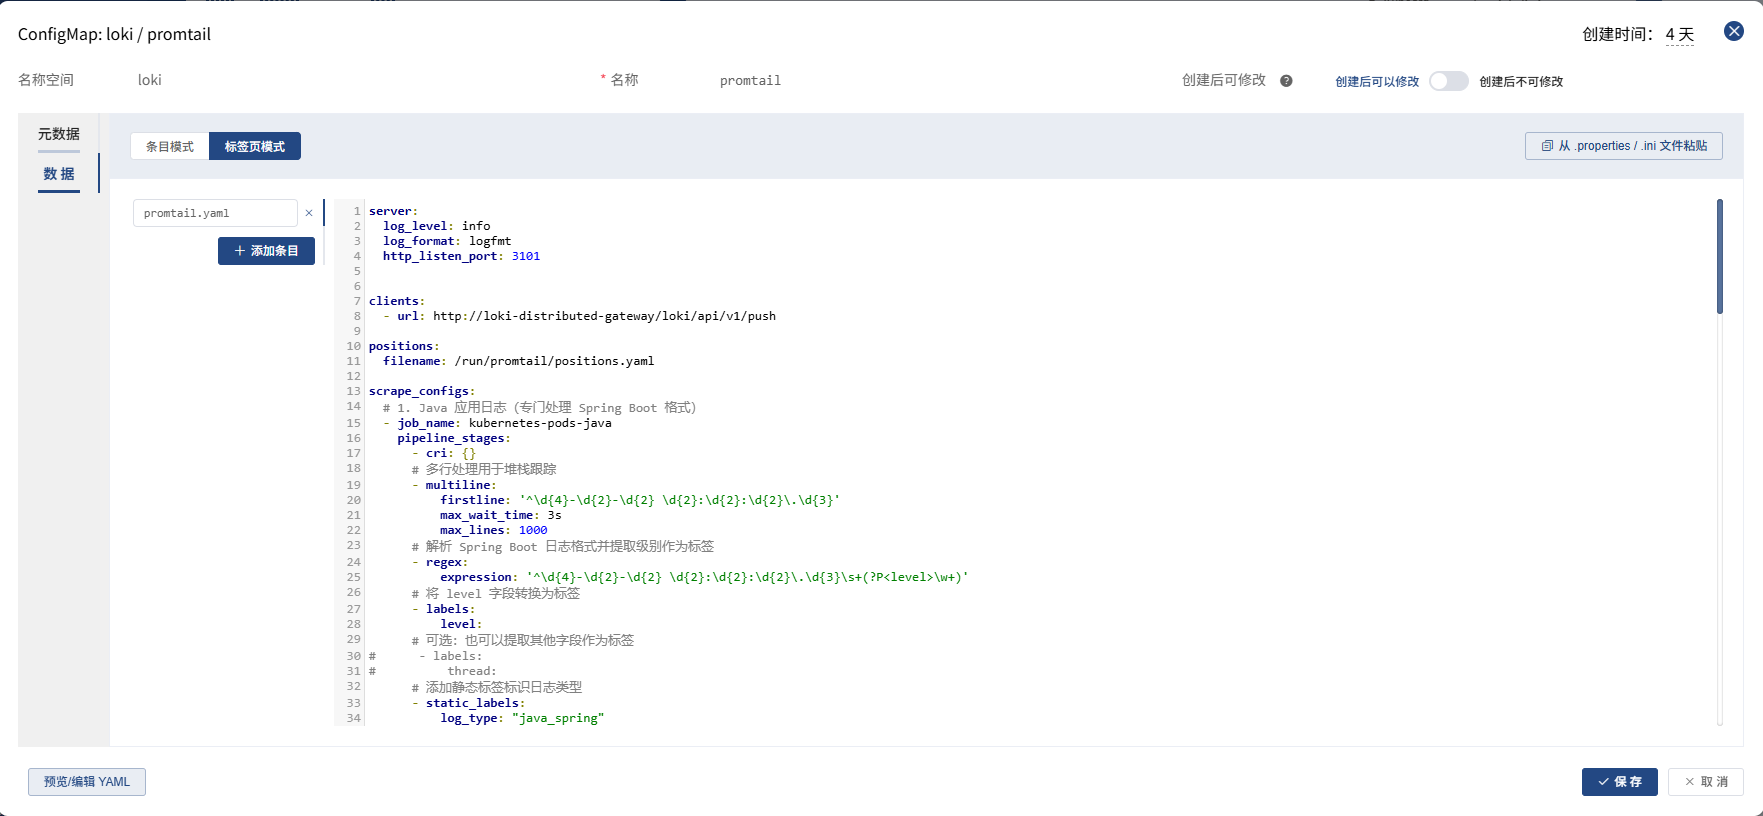 ConfigMap: loki / promtail
创建时间： 4 天
名称空间
loki
* 名称
promtail
创建后可修改
创建后可以修改
创建后不可修改
元数据
数 据
条目模式
标签页模式
从 .properties / .ini 文件粘贴
promtail.yaml
添加条目
1 server:
2   log_level: info
3   log_format: logfmt
4   http_listen_port: 3101
5
6
7 clients:
8   - url: http://loki-distributed-gateway/loki/api/v1/push
9
10 positions:
11   filename: /run/promtail/positions.yaml
12
13 scrape_configs:
14   # 1. Java 应用日志（专门处理 Spring Boot 格式）
15   - job_name: kubernetes-pods-java
16     pipeline_stages:
17       - cri: {}
18       # 多行处理用于堆栈跟踪
19       - multiline:
20           firstline: '^\d{4}-\d{2}-\d{2} \d{2}:\d{2}:\d{2}\.\d{3}'
21           max_wait_time: 3s
22           max_lines: 1000
23       # 解析 Spring Boot 日志格式并提取级别作为标签
24       - regex:
25           expression: '^\d{4}-\d{2}-\d{2} \d{2}:\d{2}:\d{2}\.\d{3}\s+(?P<level>\w+)'
26       # 将 level 字段转换为标签
27       - labels:
28           level:
29       # 可选：也可以提取其他字段作为标签
30 #      - labels:
31 #          thread:
32       # 添加静态标签标识日志类型
33       - static_labels:
34           log_type: "java_spring"
预览/编辑 YAML
保 存
取 消